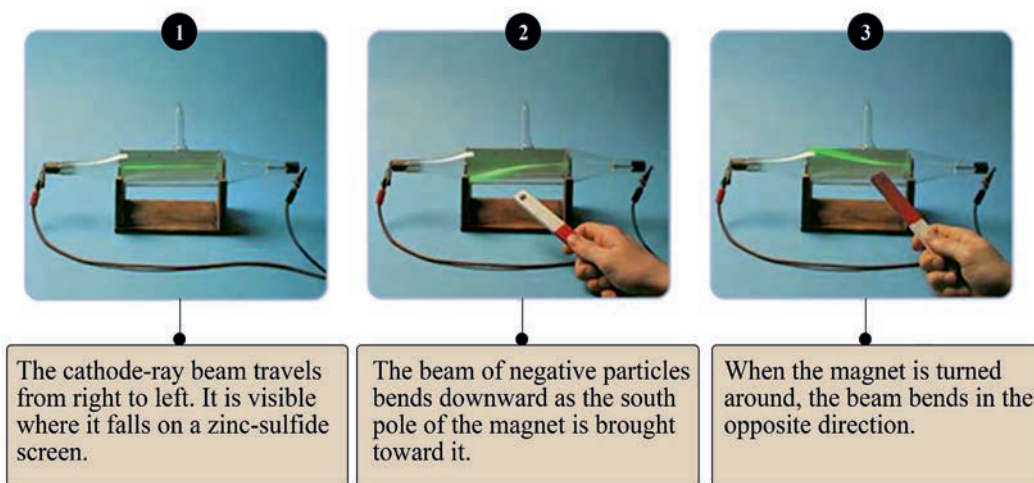 1
2
3
The cathode-ray beam travels
from right to left. It is visible
where it falls on a zinc-sulfide
screen.
The beam of negative particles
bends downward as the south
pole of the magnet is brought
toward it.
When the magnet is turned
around, the beam bends in the
opposite direction.